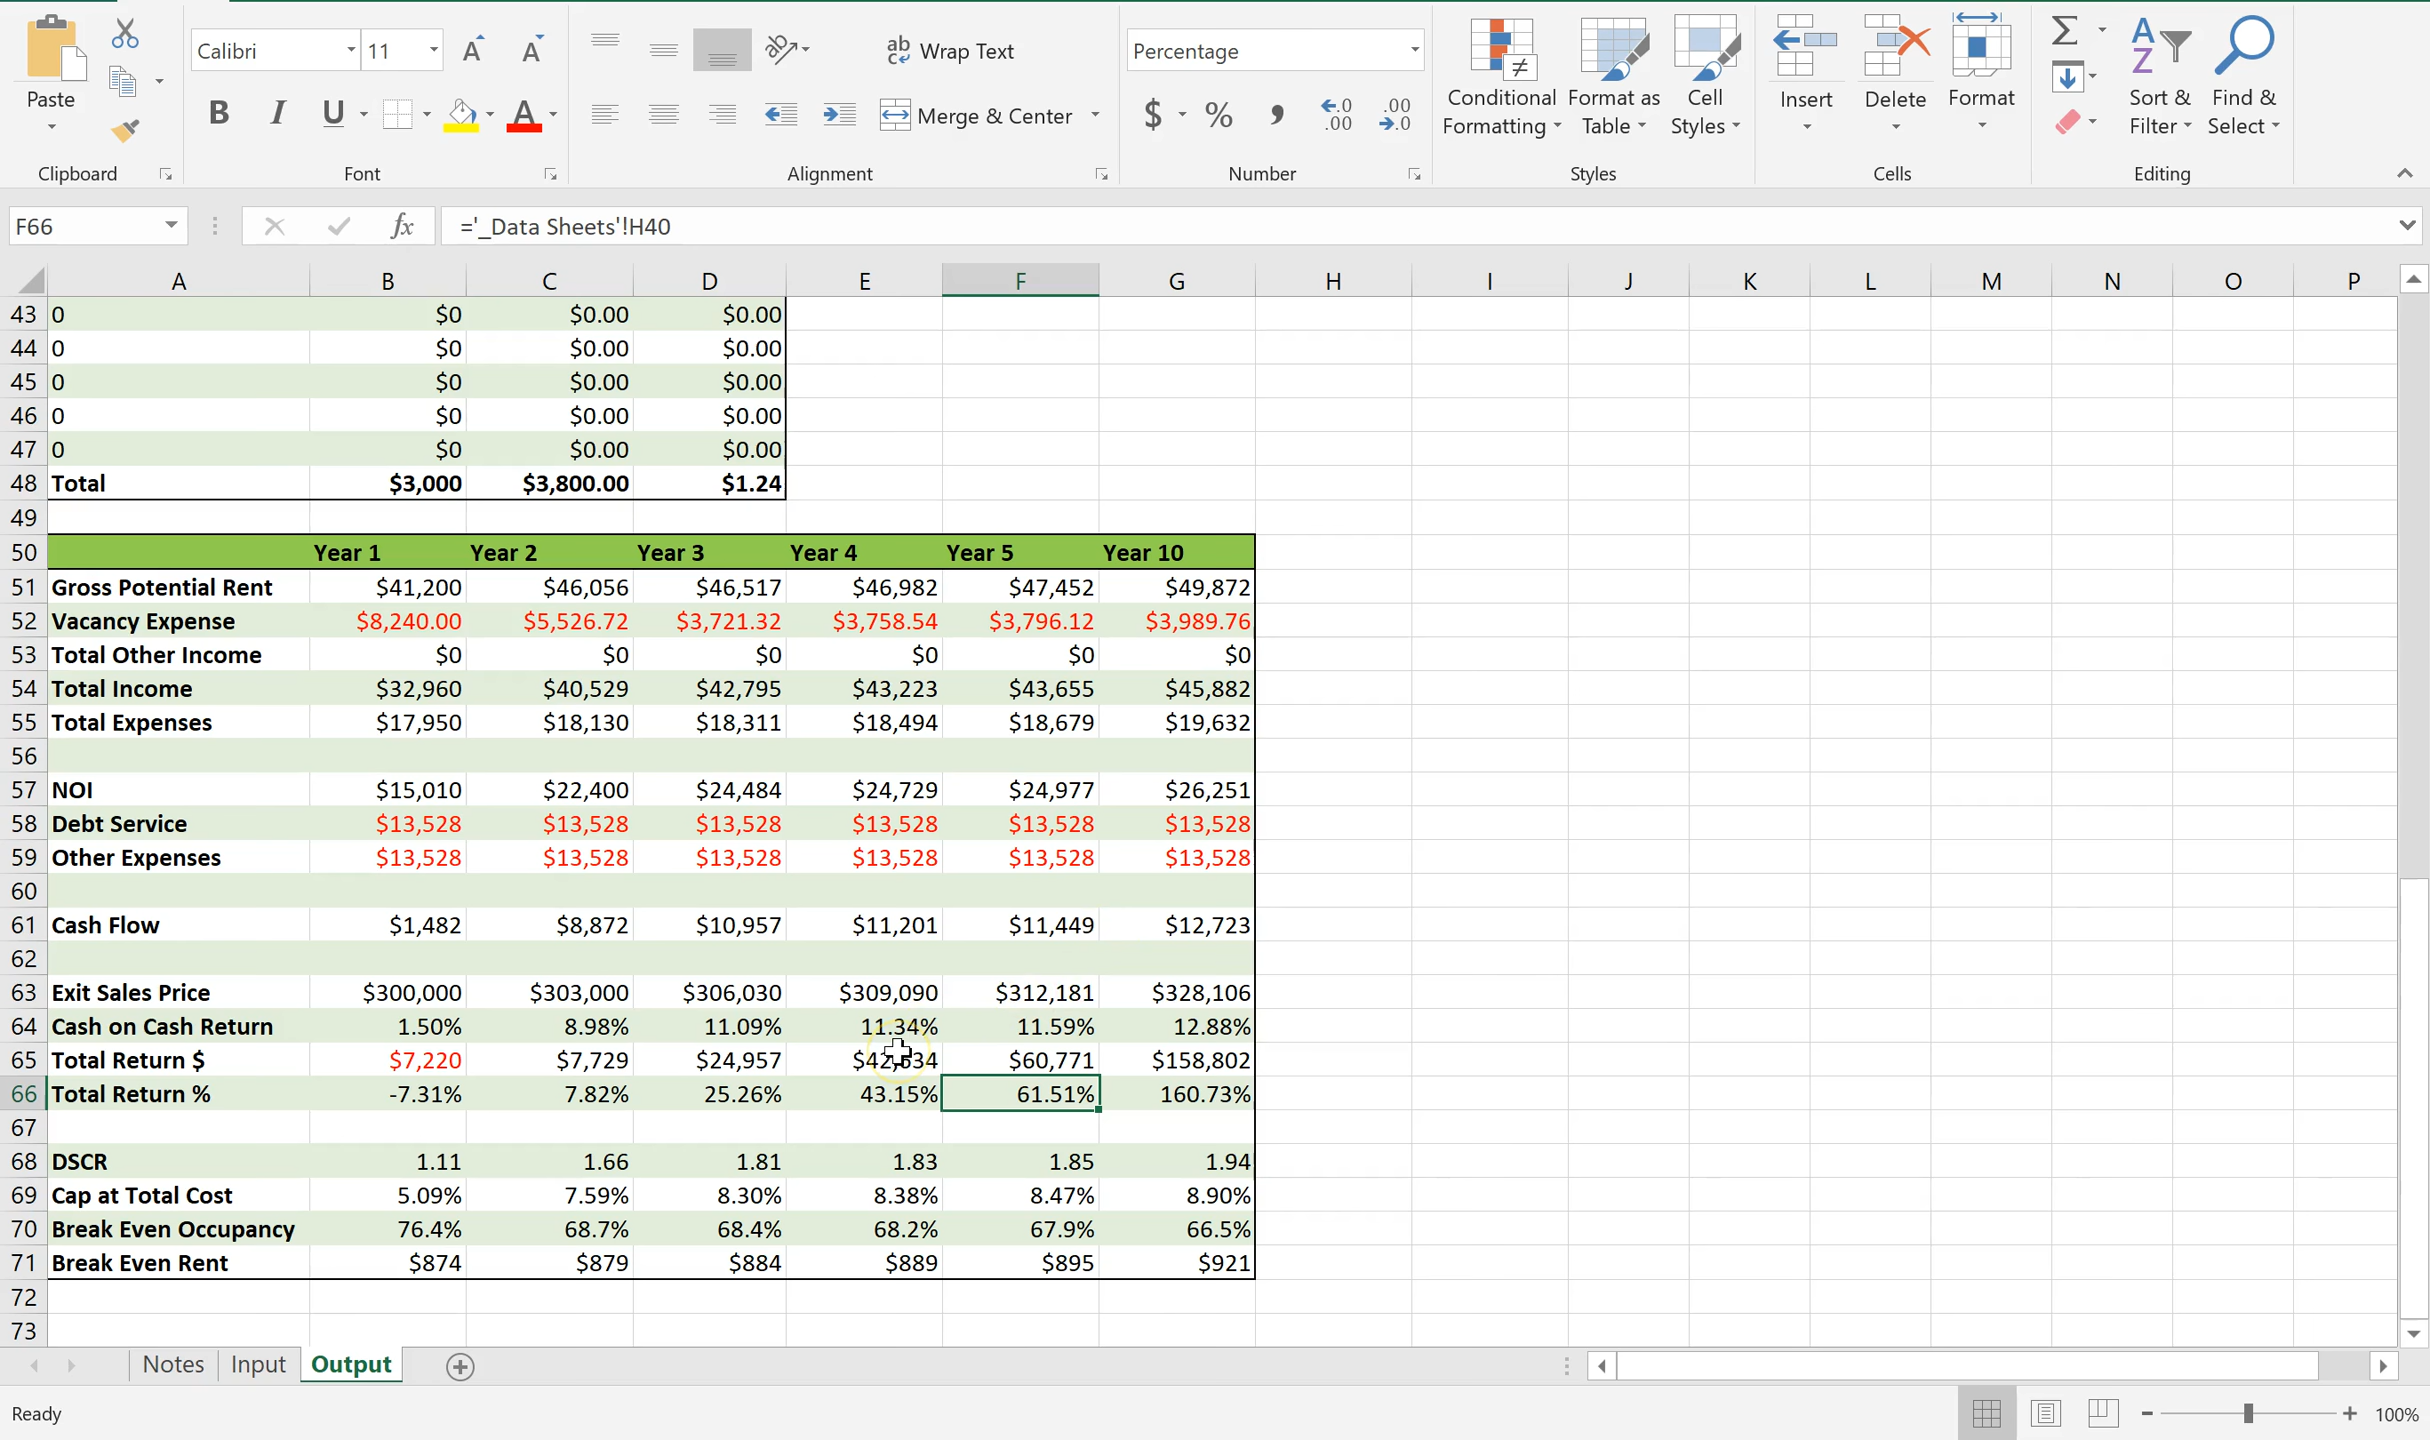 Calibri 11 Wrap Text Percentage
Paste Merge & Center $ % Conditional Formatting Format as Table Cell Styles Insert Delete Format Sort & Filter Find & Select
Clipboard Font Alignment Number Styles Cells Editing
F66 fx ='_Data Sheets'!H40
A B C D E F G H I J K L M N O P
43 0 $0 $0.00 $0.00
44 0 $0 $0.00 $0.00
45 0 $0 $0.00 $0.00
46 0 $0 $0.00 $0.00
47 0 $0 $0.00 $0.00
48 Total $3,000 $3,800.00 $1.24
49
50 Year 1 Year 2 Year 3 Year 4 Year 5 Year 10
51 Gross Potential Rent $41,200 $46,056 $46,517 $46,982 $47,452 $49,872
52 Vacancy Expense $8,240.00 $5,526.72 $3,721.32 $3,758.54 $3,796.12 $3,989.76
53 Total Other Income $0 $0 $0 $0 $0 $0
54 Total Income $32,960 $40,529 $42,795 $43,223 $43,655 $45,882
55 Total Expenses $17,950 $18,130 $18,311 $18,494 $18,679 $19,632
56
57 NOI $15,010 $22,400 $24,484 $24,729 $24,977 $26,251
58 Debt Service $13,528 $13,528 $13,528 $13,528 $13,528 $13,528
59 Other Expenses $13,528 $13,528 $13,528 $13,528 $13,528 $13,528
60
61 Cash Flow $1,482 $8,872 $10,957 $11,201 $11,449 $12,723
62
63 Exit Sales Price $300,000 $303,000 $306,030 $309,090 $312,181 $328,106
64 Cash on Cash Return 1.50% 8.98% 11.09% 11.34% 11.59% 12.88%
65 Total Return $ $7,220 $7,729 $24,957 $60,771 $158,802
66 Total Return % -7.31% 7.82% 25.26% 43.15% 61.51% 160.73%
67
68 DSCR 1.11 1.66 1.81 1.83 1.85 1.94
69 Cap at Total Cost 5.09% 7.59% 8.30% 8.38% 8.47% 8.90%
70 Break Even Occupancy 76.4% 68.7% 68.4% 68.2% 67.9% 66.5%
71 Break Even Rent $874 $879 $884 $889 $895 $921
72
73
Notes Input Output
Ready 100%